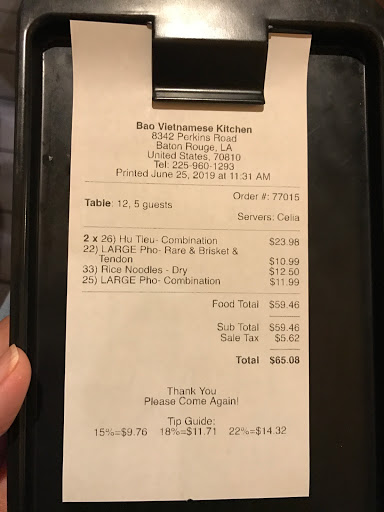 Bao Vietnamese Kitchen
8342 Perkins Road
Baton Rouge, LA
United States, 70810
Tel: 225-960-1293
Printed June 25, 2019 at 11:31 AM
Order #: 77015
Table: 12, 5 guests
Servers: Celia
2 x 26) Hu Tieu- Combination $23.98
22) LARGE Pho- Rare & Brisket &
Tendon $10.99
33) Rice Noodles - Dry $12.50
25) LARGE Pho- Combination $11.99
Food Total $59.46
Sub Total $59.46
Sale Tax $5.62
Total $65.08
Thank You
Please Come Again!
Tip Guide:
15%=$9.76 18%=$11.71 22%=$14.32